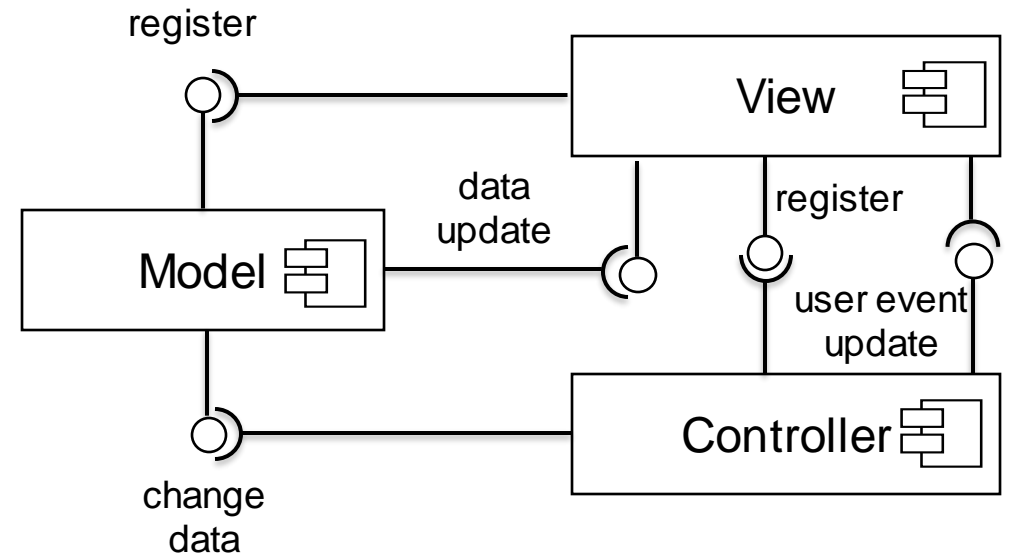 register
View
data
update
register
Model
user event
update
Controller
change
data